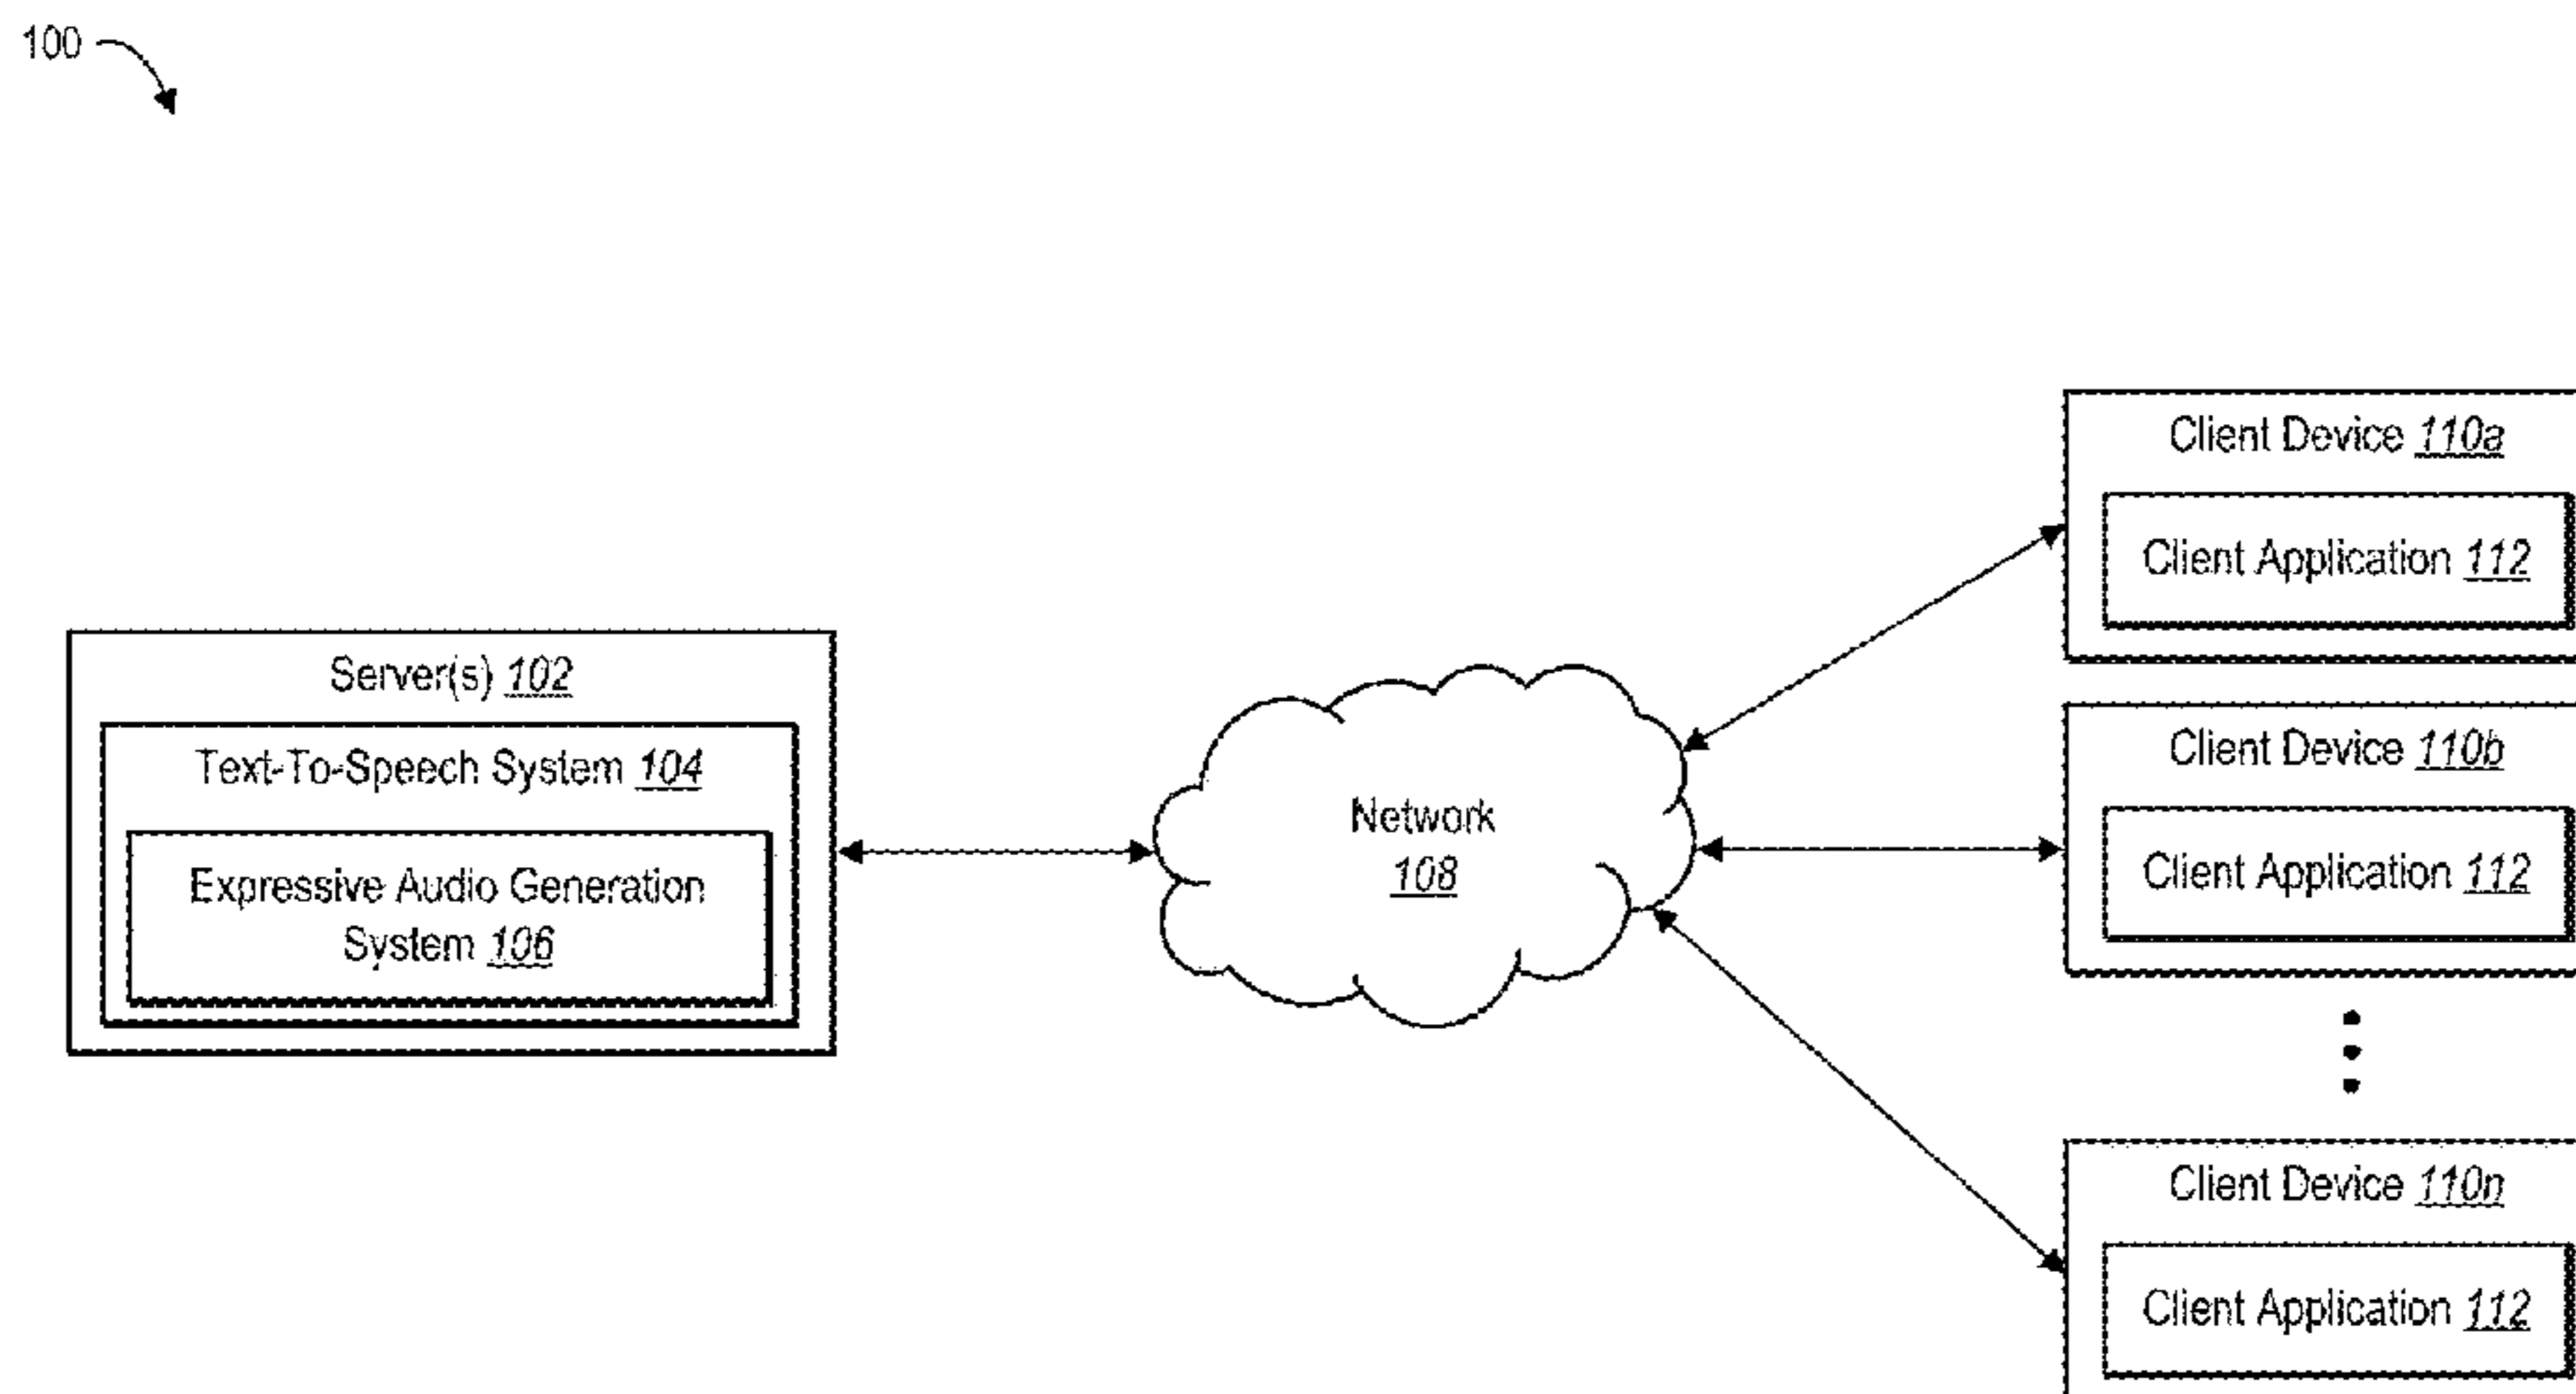 100
Server(s) 102
Text-To-Speech System 104
Expressive Audio Generation
System 106
Network
108
Client Device 110a
Client Application 112
Client Device 110b
Client Application 112
Client Device 110n
Client Application 112